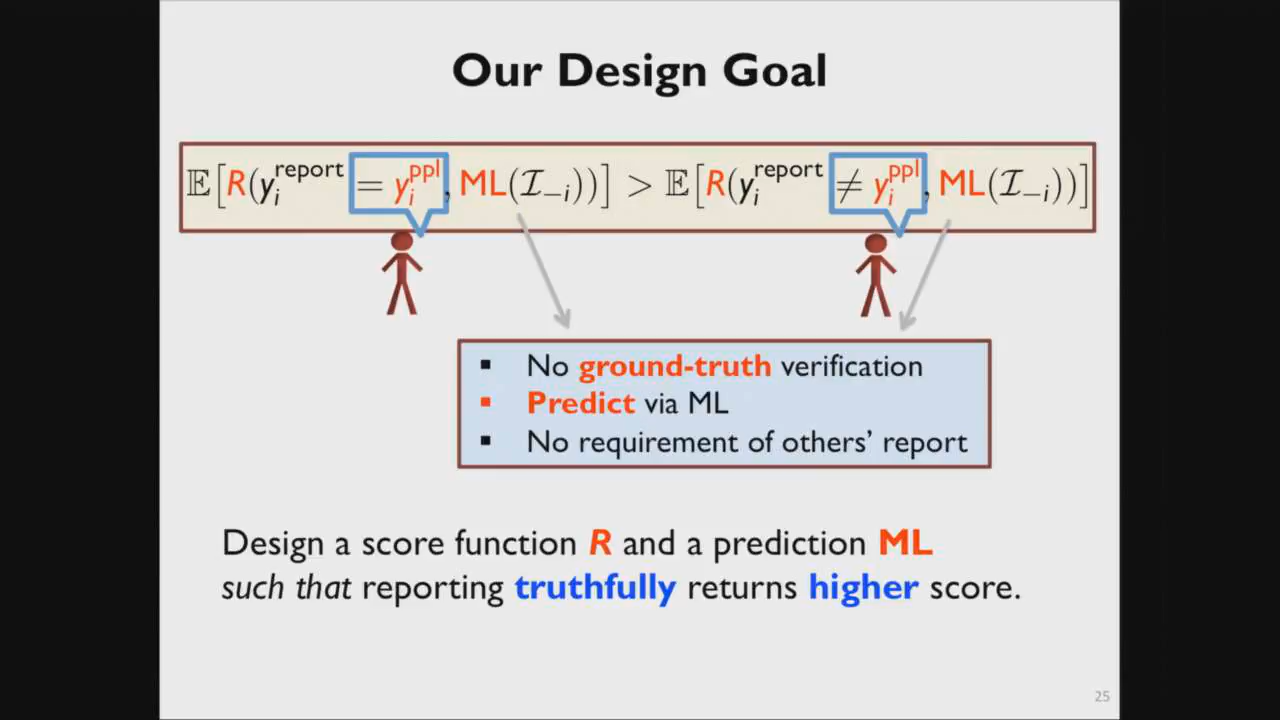 Our Design Goal
𝔼[R(y_i^report = y_i^ppl, ML(ℐ_{−i}))] > 𝔼[R(y_i^report ≠ y_i^ppl, ML(ℐ_{−i}))]
▪ No ground-truth verification
▪ Predict via ML
▪ No requirement of others’ report
Design a score function R and a prediction ML
such that reporting truthfully returns higher score.
25